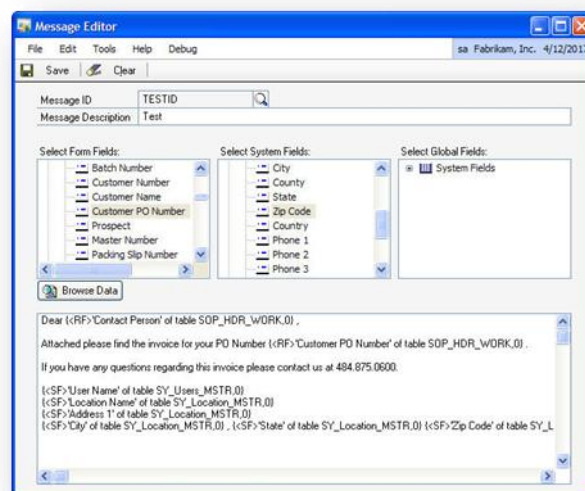 Message Editor
File Edit Tools Help Debug
sa Fabrikam, Inc. 4/12/2017
Save Clear
Message ID TESTID
Message Description Test
Select Form Fields: Select System Fields: Select Global Fields:
Batch Number City System Fields
Customer Number County
Customer Name State
Customer PO Number Zip Code
Prospect Country
Master Number Phone 1
Packing Slip Number Phone 2
Phone 3
Browse Data
Dear {<RF>'Contact Person' of table SOP_HDR_WORK,0} ,
Attached please find the invoice for your PO Number {<RF>'Customer PO Number' of table SOP_HDR_WORK,0} .
If you have any questions regarding this invoice please contact us at 484.875.0600.
{<SF>'User Name' of table SY_Users_MSTR,0}
{<SF>'Location Name' of table SY_Location_MSTR,0}
{<SF>'Address 1' of table SY_Location_MSTR,0}
{<SF>'City' of table SY_Location_MSTR,0} , {<SF>'State' of table SY_Location_MSTR,0} {<SF>'Zip Code' of table SY_L